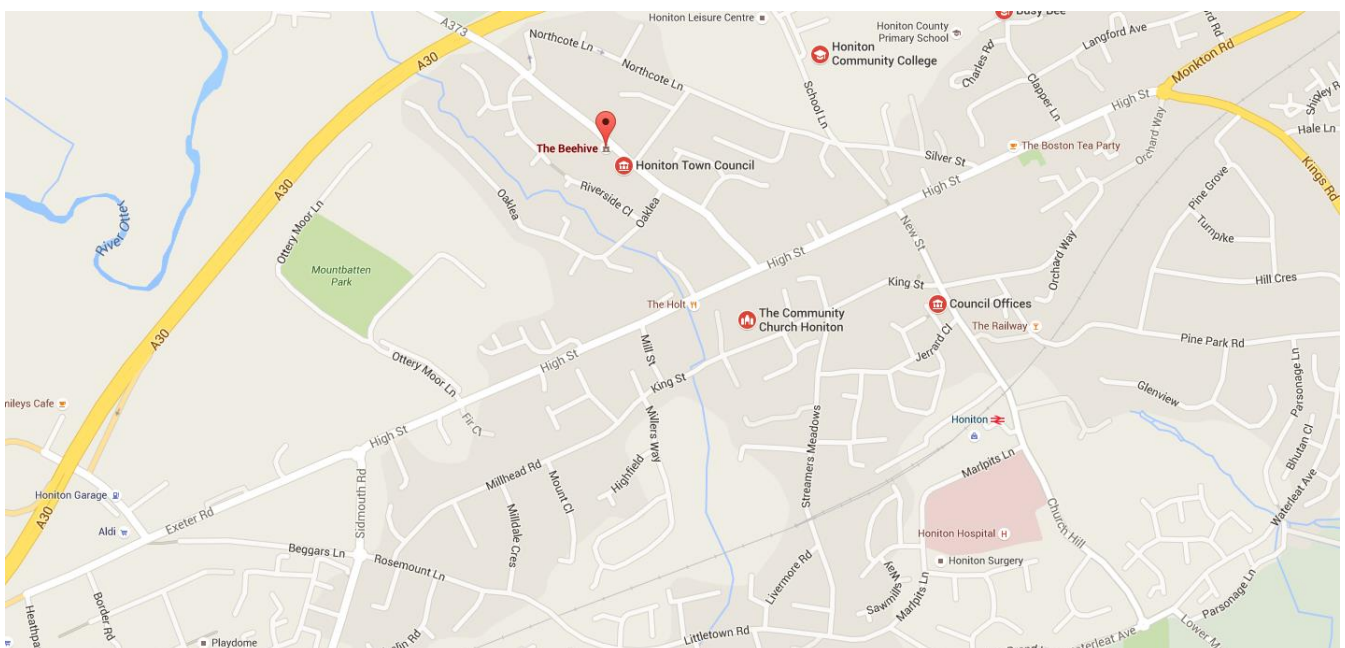 A373
Honiton Leisure Centre
Busy Bee
Honiton County
Primary School
Langford Ave
Northcote Ln
A30
Honiton
Community College
Charles Rd
Monkton Rd
Northcote Ln
School Ln
Clapper Ln
High St
Hale Ln
The Beehive
Honiton Town Council
Silver St
The Boston Tea Party
Orchard Way
Kings Rd
A30
Riverside Cl
High St
Pine Grove
Oaklea
Oaklea
River Otter
Ottery Moor Ln
New St
Turnpike
Mountbatten
Park
High St
Orchard Way
Hill Cres
King St
The Holt
The Community
Church Honiton
Council Offices
The Railway
A30
Mill St
Jerrard Cl
Pine Park Rd
Ottery Moor Ln
High St
King St
Parsonage Ln
Glenview
Fir Cl
Millers Way
Streamers Meadows
Honiton
High St
Bhutan Cl
Marlpits Ln
Highfield
Millhead Rd
Mount Cl
Sidmouth Rd
Honiton Garage
A30
Exeter Rd
Milldale Cres
Church Hill
Waterleat Ave
Aldi
Honiton Hospital
Beggars Ln
Rosemount Ln
Honiton Surgery
Livermore Rd
Sawmills Way
Marlpits Ln
Parsonage Ln
Border Rd
Littletown Rd
Playdome